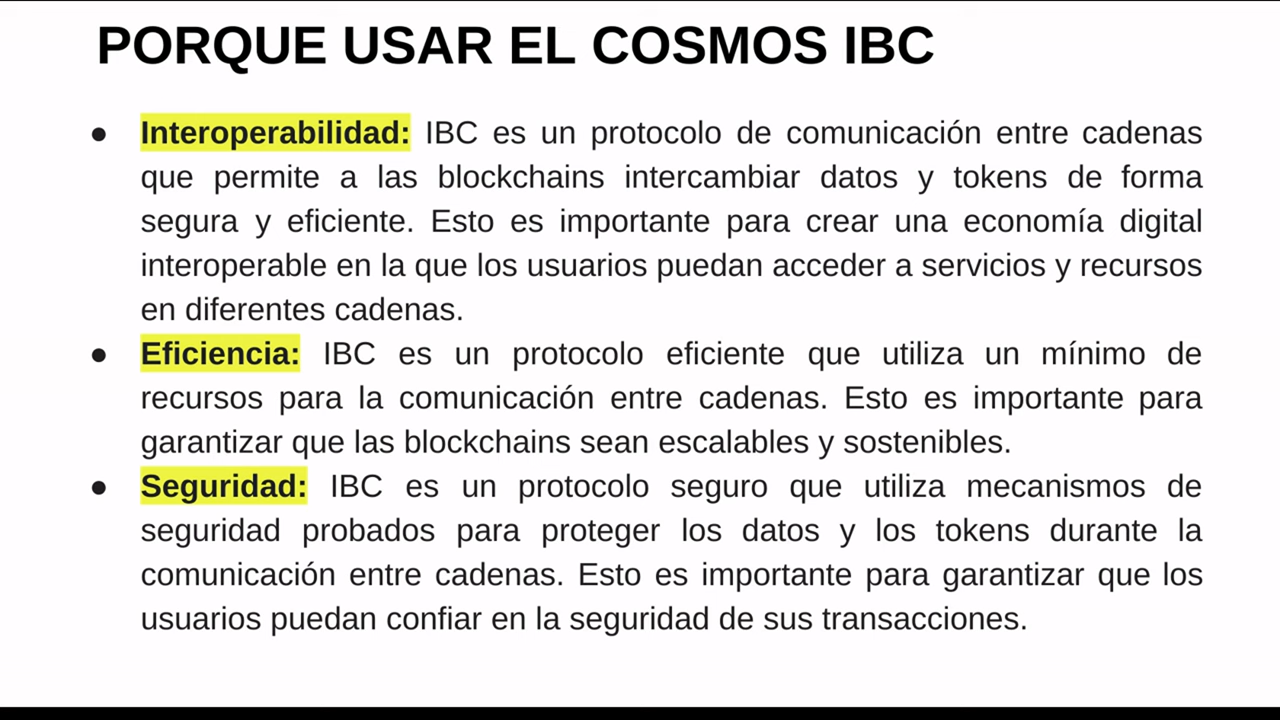 PORQUE USAR EL COSMOS IBC
● Interoperabilidad: IBC es un protocolo de comunicación entre cadenas
que permite a las blockchains intercambiar datos y tokens de forma
segura y eficiente. Esto es importante para crear una economía digital
interoperable en la que los usuarios puedan acceder a servicios y recursos
en diferentes cadenas.
● Eficiencia: IBC es un protocolo eficiente que utiliza un mínimo de
recursos para la comunicación entre cadenas. Esto es importante para
garantizar que las blockchains sean escalables y sostenibles.
● Seguridad: IBC es un protocolo seguro que utiliza mecanismos de
seguridad probados para proteger los datos y los tokens durante la
comunicación entre cadenas. Esto es importante para garantizar que los
usuarios puedan confiar en la seguridad de sus transacciones.